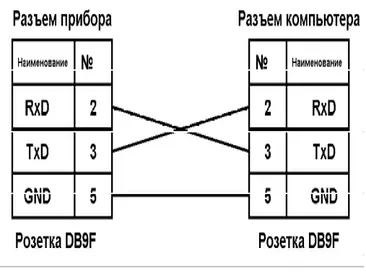 Разъем прибора Разъем компьютера
Наименование № № Наименование
RxD 2 2 RxD
TxD 3 3 TxD
GND 5 5 GND
Розетка DB9F Розетка DB9F